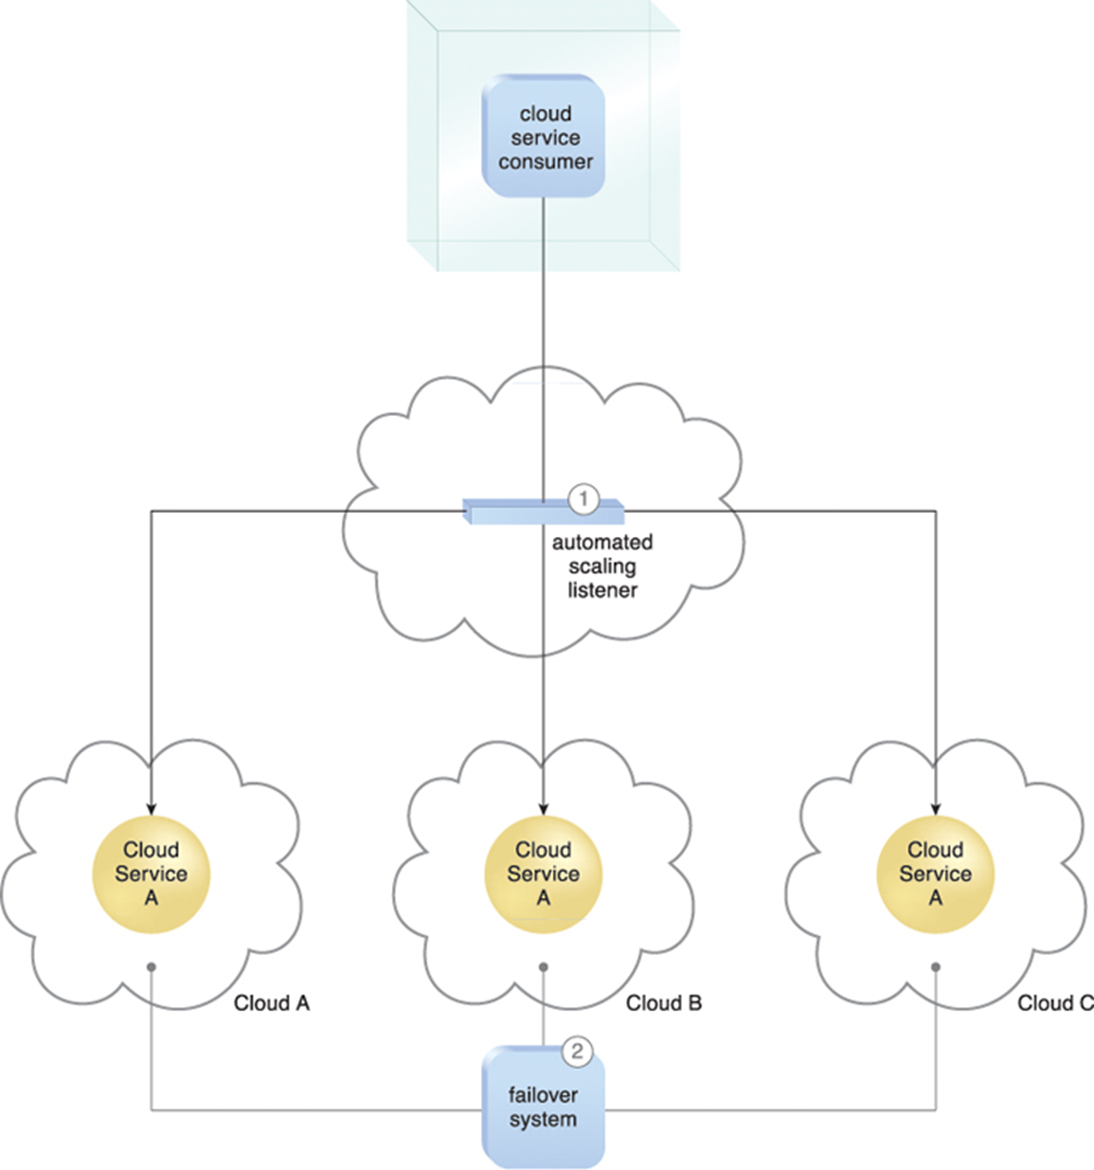 cloud
service
consumer
1
automated
scaling
listener
Cloud
Service
A
Cloud
Service
A
Cloud
Service
A
Cloud A
Cloud B
Cloud C
2
failover
system